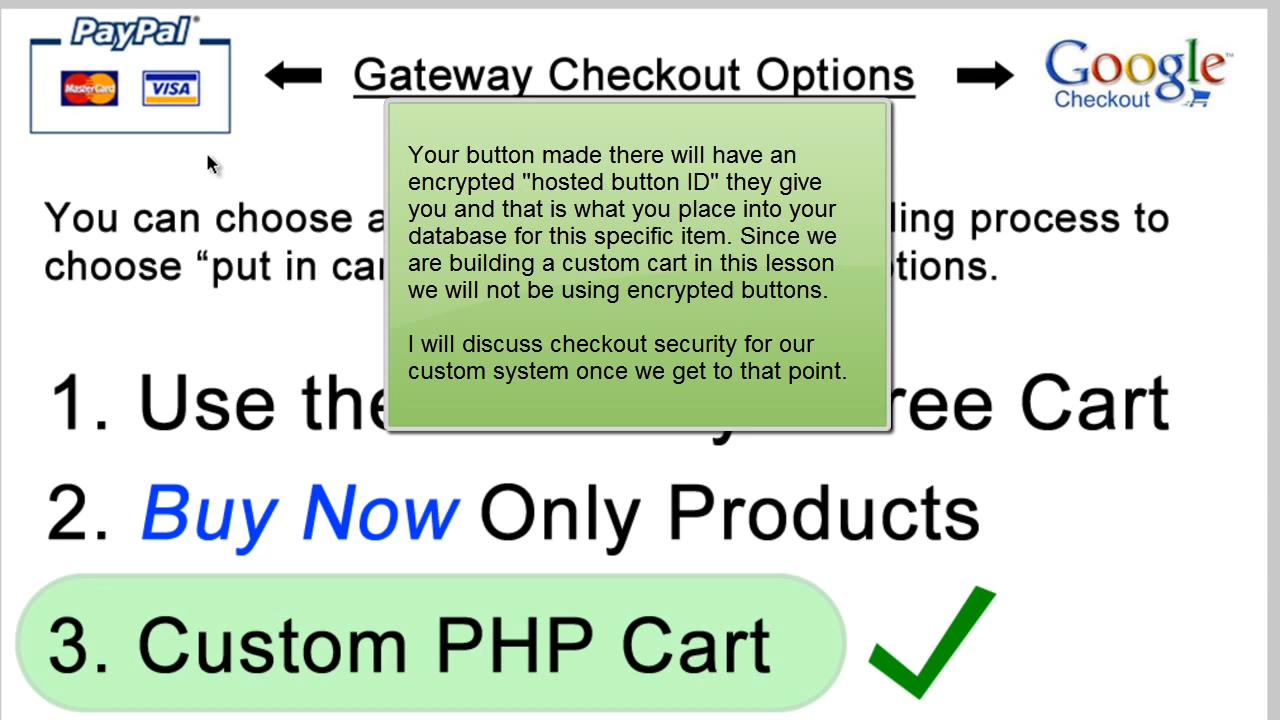 PayPal
MasterCard
VISA
Gateway Checkout Options
Google™
Checkout
Your button made there will have an
encrypted "hosted button ID" they give
you and that is what you place into your
database for this specific item. Since we
are building a custom cart in this lesson
we will not be using encrypted buttons.
I will discuss checkout security for our
custom system once we get to that point.
You can choose a ling process to
choose “put in car tions.
1. Use the ree Cart
2. Buy Now Only Products
3. Custom PHP Cart